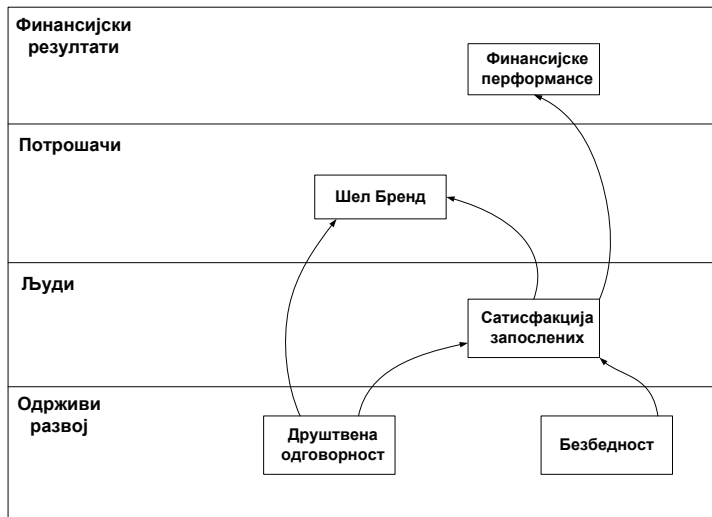 Финансијски
резултати
Финансијске
перформансе
Потрошачи
Шел Бренд
Људи
Сатисфакција
запослених
Одрживи
развој
Друштвена
одговорност
Безбедност